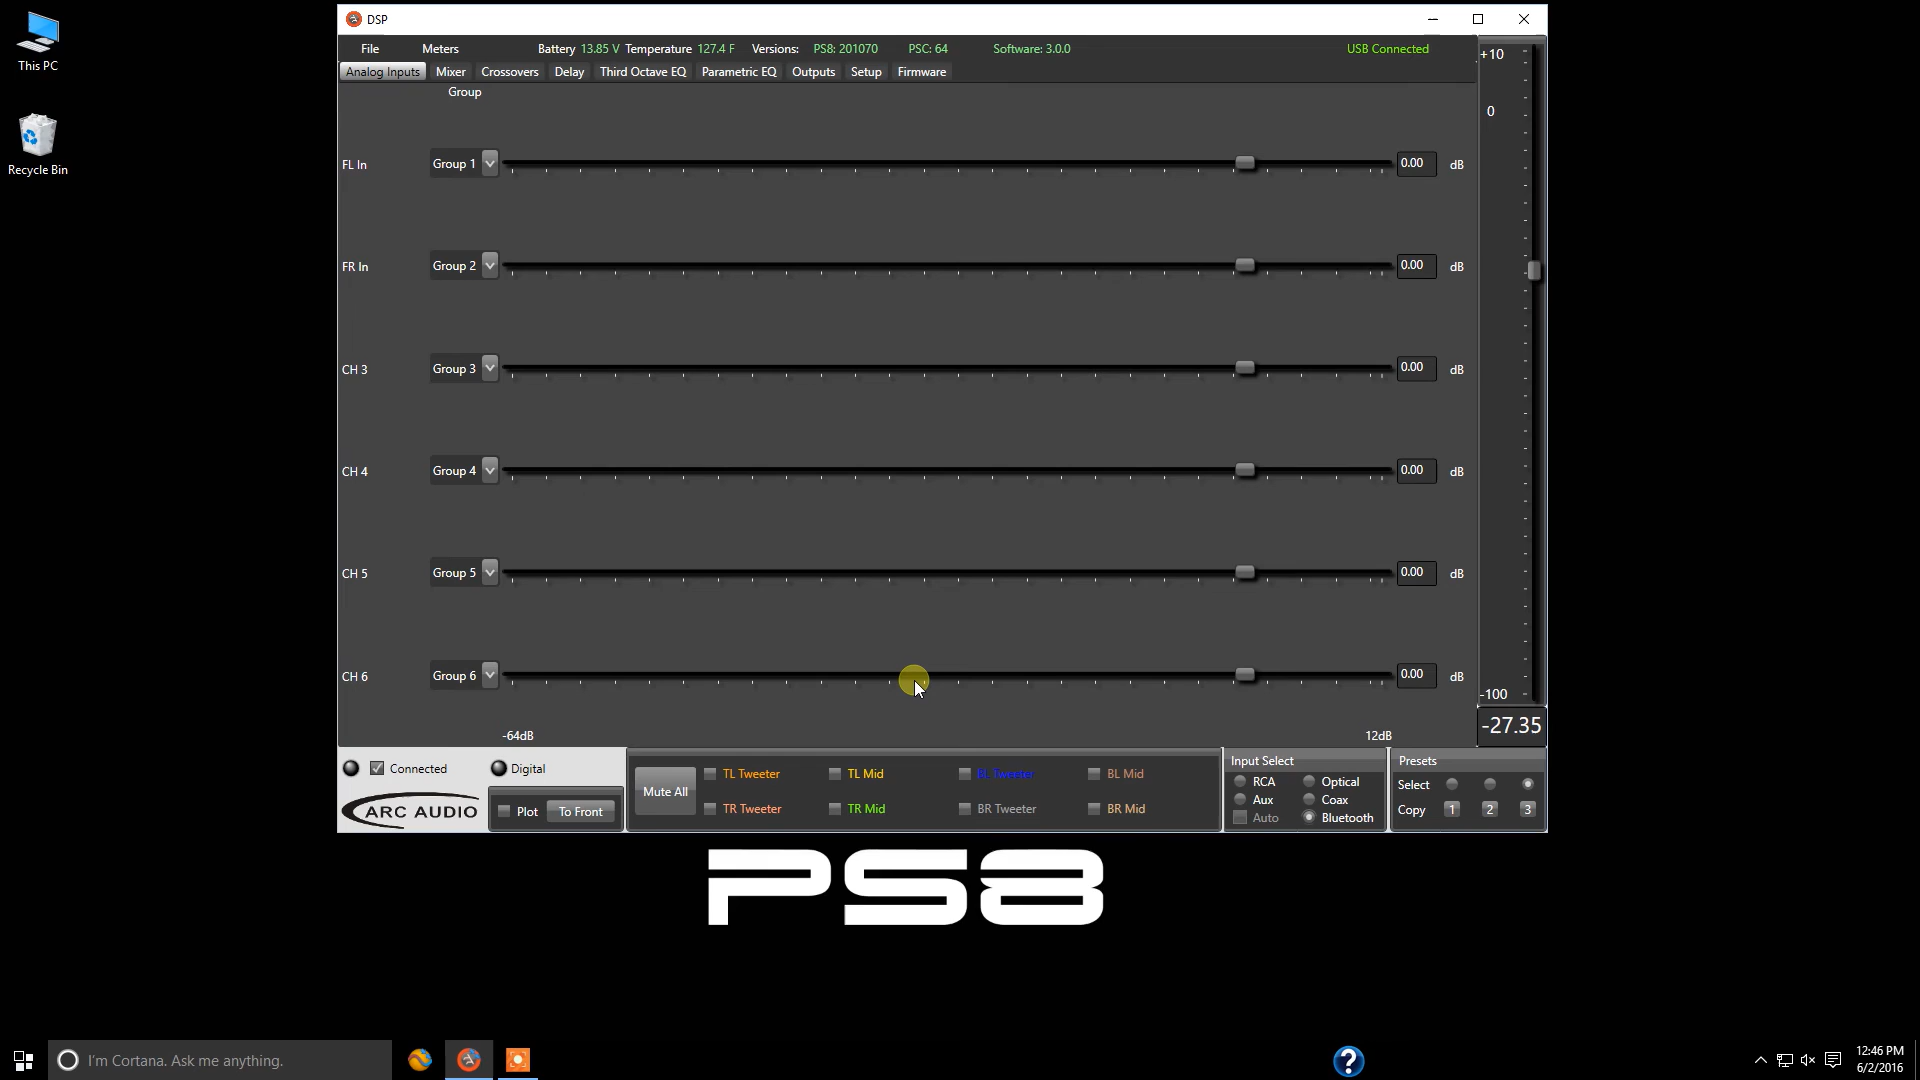 This PC
Recycle Bin
DSP
File Meters Battery 13.85 V Temperature 127.4 F Versions: PS8: 201070 PSC: 64 Software: 3.0.0 USB Connected
Analog Inputs Mixer Crossovers Delay Third Octave EQ Parametric EQ Outputs Setup Firmware
+10
Group
0
FL In Group 1 0.00 dB
FR In Group 2 0.00 dB
CH 3 Group 3 0.00 dB
CH 4 Group 4 0.00 dB
CH 5 Group 5 0.00 dB
CH 6 Group 6 0.00 dB
-100
-64dB 12dB
-27.35
Connected Digital
ARC AUDIO
Plot To Front
Mute All
TL Tweeter TL Mid BL Tweeter BL Mid
TR Tweeter TR Mid BR Tweeter BR Mid
Input Select
RCA Optical
Aux Coax
Auto Bluetooth
Presets
Select
Copy 1 2 3
PS8
I'm Cortana. Ask me anything.
?
12:46 PM
6/2/2016